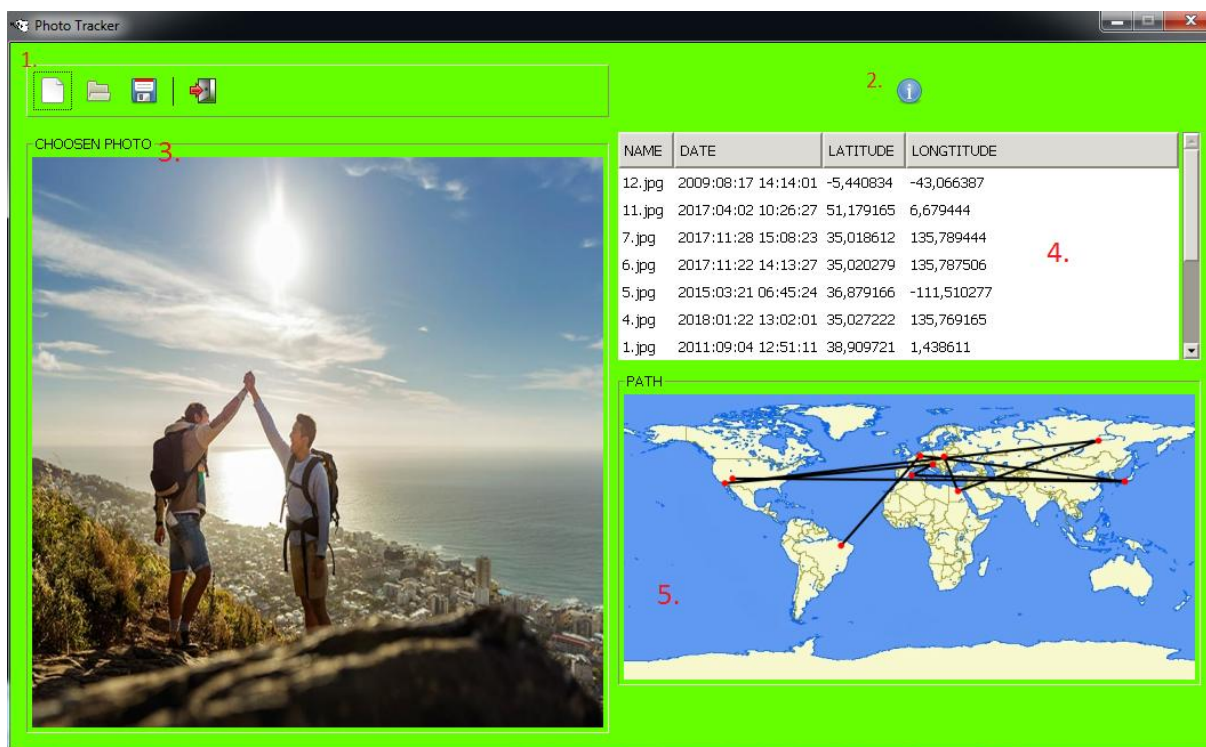 Photo Tracker
1.
2.
CHOOSEN PHOTO 3.
NAME DATE LATITUDE LONGTITUDE
12.jpg 2009:08:17 14:14:01 -5,440834 -43,066387
11.jpg 2017:04:02 10:26:27 51,179165 6,679444
7.jpg 2017:11:28 15:08:23 35,018612 135,789444
6.jpg 2017:11:22 14:13:27 35,020279 135,787506
4.
5.jpg 2015:03:21 06:45:24 36,879166 -111,510277
4.jpg 2018:01:22 13:02:01 35,027222 135,769165
1.jpg 2011:09:04 12:51:11 38,909721 1,438611
PATH
5.